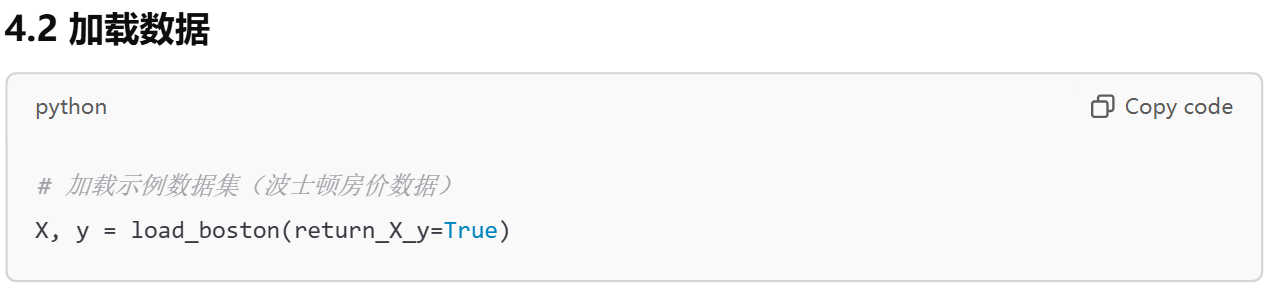 4.2 加载数据
python
Copy code
# 加载示例数据集（波士顿房价数据）
X, y = load_boston(return_X_y=True)